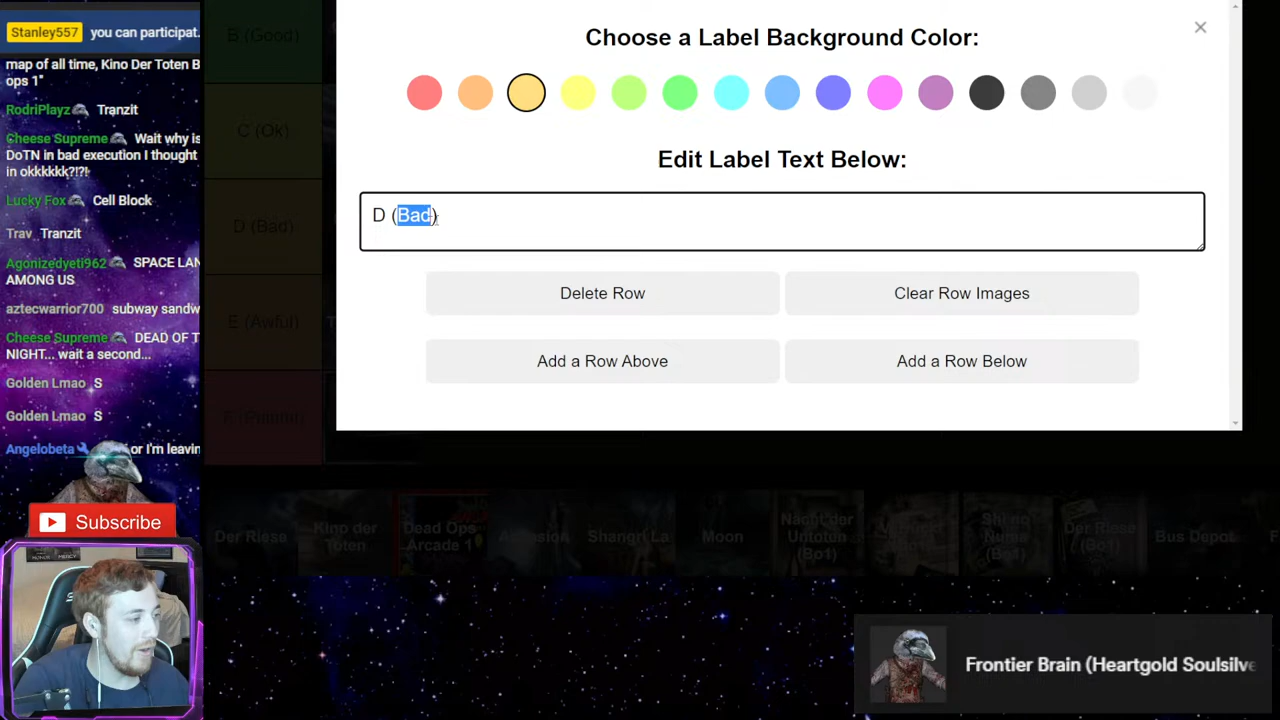 Stanley557 you can participat.
map of all time, Kino Der Toten B
ops 1"
RodriPlayz Tranzit
Cheese Supreme Wait why is
DoTN in bad execution I thought
in okkkkkk?!?!
Lucky Fox Cell Block
Trav Tranzit
Agonizedyeti962 SPACE LAN
AMONG US
aztecwarrior700 subway sandw
Cheese Supreme DEAD OF T
NIGHT... wait a second...
Golden Lmao S
Golden Lmao S
Angelobeta or I'm leavin
Subscribe
B (Good)
C (Ok)
D (Bad)
E (Awful)
Choose a Label Background Color:
×
Edit Label Text Below:
D (Bad)
Delete Row
Clear Row Images
Add a Row Above
Add a Row Below
Der Riese
Kino der
Toten
Dead Ops
Arcade 1
Ascension
Shangri La
Moon
Nacht der
Untoten
(Bo1)
Shi no
Numa
(Bo1)
Der Riese
(Bo1)
Bus Depot
Frontier Brain (Heartgold Soulsilve